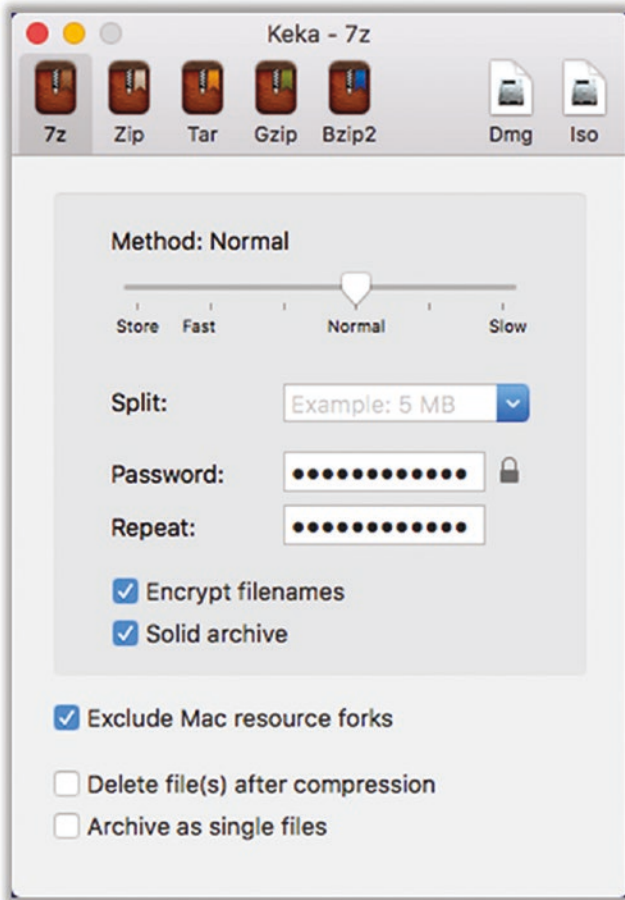 Keka - 7z
7z Zip Tar Gzip Bzip2 Dmg Iso
Method: Normal
Store Fast Normal Slow
Split: Example: 5 MB
Password: ●●●●●●●●●●●●
Repeat: ●●●●●●●●●●●●
Encrypt filenames
Solid archive
Exclude Mac resource forks
Delete file(s) after compression
Archive as single files